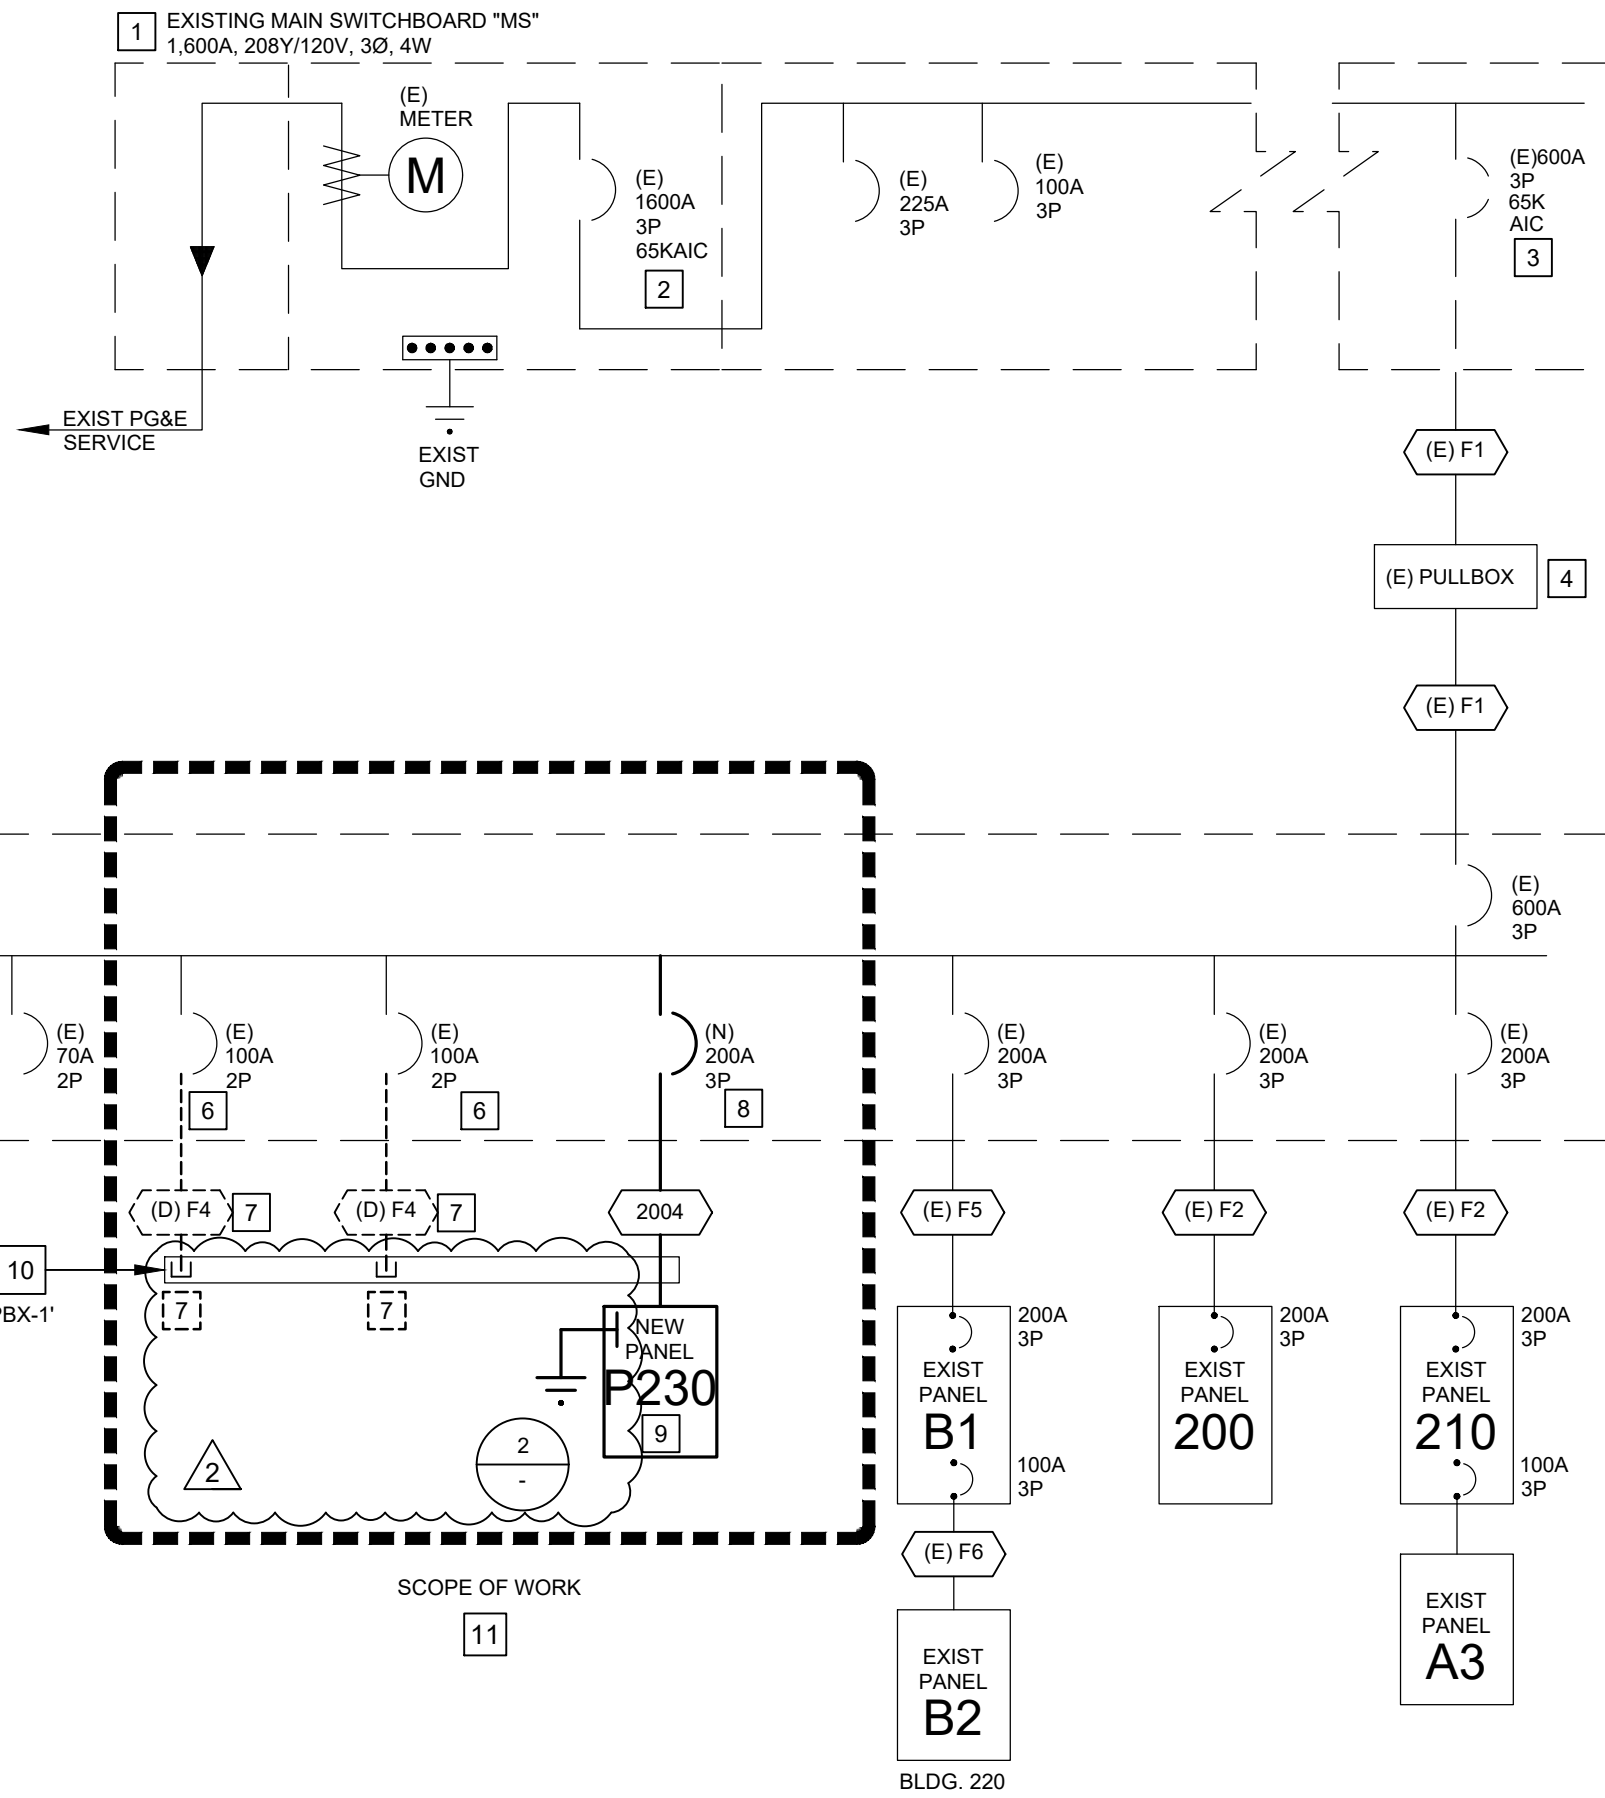 1
EXISTING MAIN SWITCHBOARD "MS"
1,600A, 208Y/120V, 3Ø, 4W
(E)
METER
M
(E)
1600A
3P
65KAIC
2
(E)
225A
3P
(E)
100A
3P
(E)600A
3P
65K
AIC
3
EXIST PG&E
SERVICE
EXIST
GND
(E) F1
(E) PULLBOX
4
(E) F1
(E)
600A
3P
(E)
70A
2P
(E)
100A
2P
6
(E)
100A
2P
6
(N)
200A
3P
8
(E)
200A
3P
(E)
200A
3P
(E)
200A
3P
(D) F4
7
(D) F4
7
2004
(E) F5
(E) F2
(E) F2
10
PBX-1'
7
7
NEW
PANEL
P230
9
2
2
-
200A
3P
EXIST
PANEL
B1
100A
3P
200A
3P
EXIST
PANEL
200
200A
3P
EXIST
PANEL
210
100A
3P
(E) F6
SCOPE OF WORK
11
EXIST
PANEL
B2
BLDG. 220
EXIST
PANEL
A3